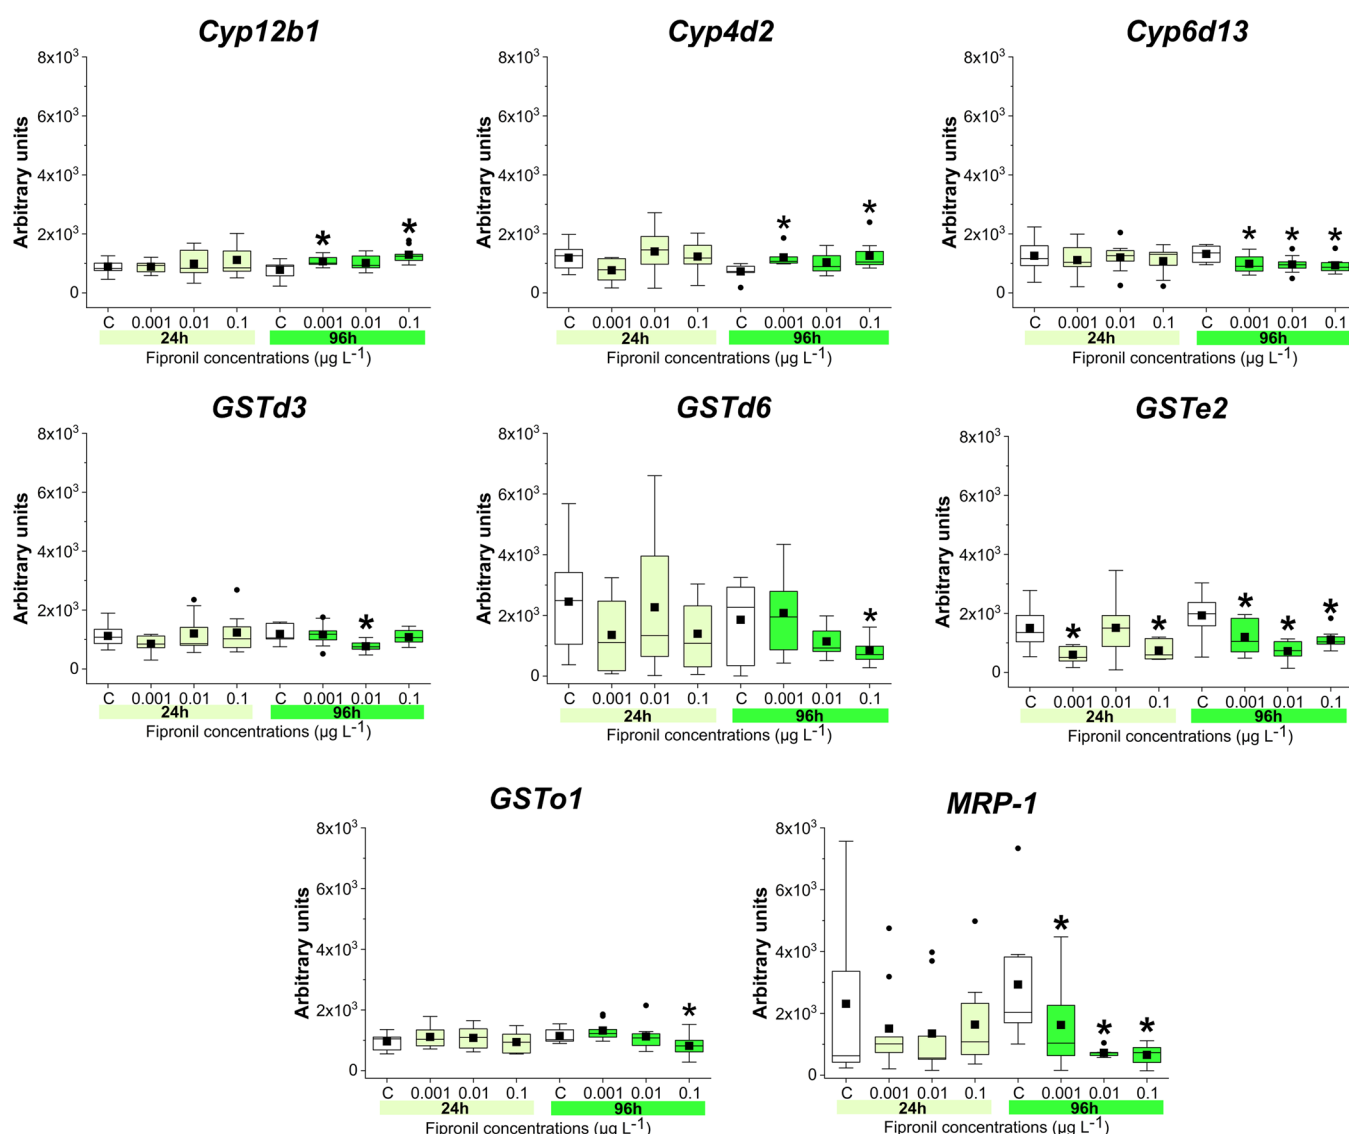 Cyp12b1 Cyp4d2 Cyp6d13
8x10³ 8x10³ 8x10³
6x10³ 6x10³ 6x10³
Arbitrary units Arbitrary units Arbitrary units
4x10³ 4x10³ 4x10³
* * * * * * *
2x10³ 2x10³ 2x10³
0 0 0
C 0.001 0.01 0.1 C 0.001 0.01 0.1 C 0.001 0.01 0.1 C 0.001 0.01 0.1 C 0.001 0.01 0.1 C 0.001 0.01 0.1
24h 96h 24h 96h 24h 96h
Fipronil concentrations (µg L⁻¹) Fipronil concentrations (µg L⁻¹) Fipronil concentrations (µg L⁻¹)
GSTd3 GSTd6 GSTe2
8x10³ 8x10³ 8x10³
6x10³ 6x10³ 6x10³
Arbitrary units Arbitrary units Arbitrary units
4x10³ 4x10³ 4x10³
* * * * * * *
2x10³ 2x10³ 2x10³
0 0 0
C 0.001 0.01 0.1 C 0.001 0.01 0.1 C 0.001 0.01 0.1 C 0.001 0.01 0.1 C 0.001 0.01 0.1 C 0.001 0.01 0.1
24h 96h 24h 96h 24h 96h
Fipronil concentrations (µg L⁻¹) Fipronil concentrations (µg L⁻¹) Fipronil concentrations (µg L⁻¹)
GSTo1 MRP-1
8x10³ 8x10³
6x10³ 6x10³
Arbitrary units Arbitrary units
4x10³ 4x10³
* * * *
2x10³ 2x10³
0 0
C 0.001 0.01 0.1 C 0.001 0.01 0.1 C 0.001 0.01 0.1 C 0.001 0.01 0.1
24h 96h 24h 96h
Fipronil concentrations (µg L⁻¹) Fipronil concentrations (µg L⁻¹)